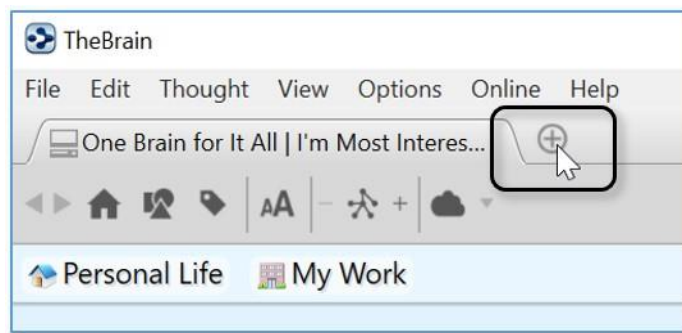 TheBrain
File Edit Thought View Options Online Help
One Brain for It All | I'm Most Interes...
AA
Personal Life My Work